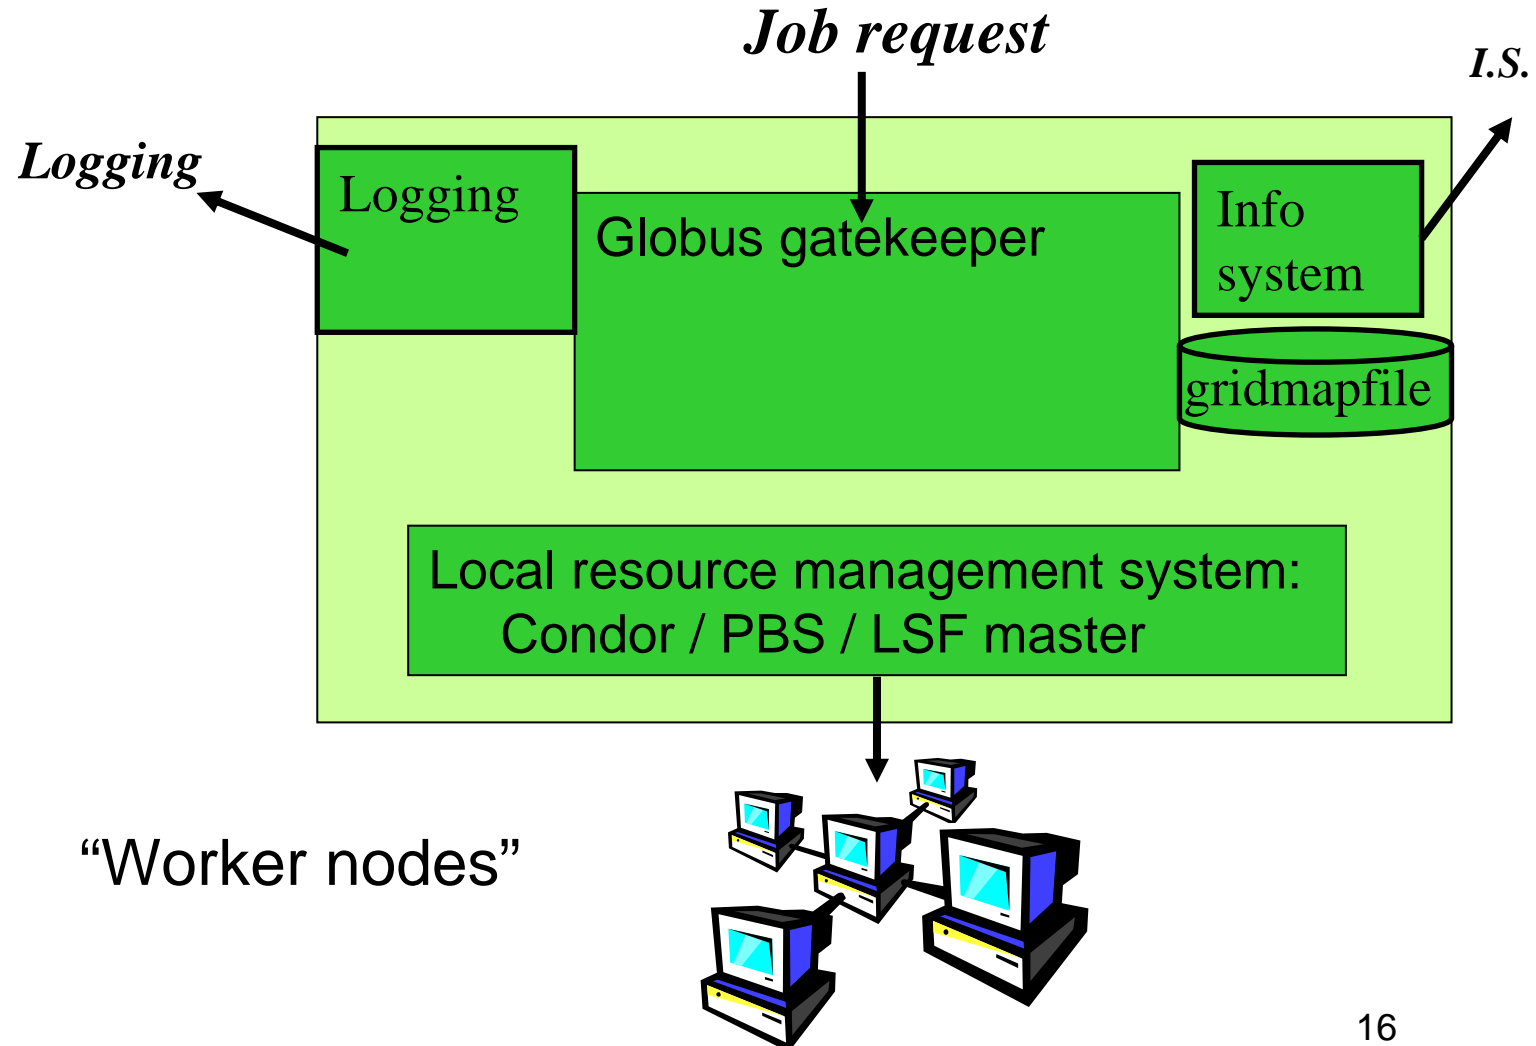 Job request
I.S.
Logging
Logging
Globus gatekeeper
Info
system
gridmapfile
Local resource management system:
Condor / PBS / LSF master
“Worker nodes”
16